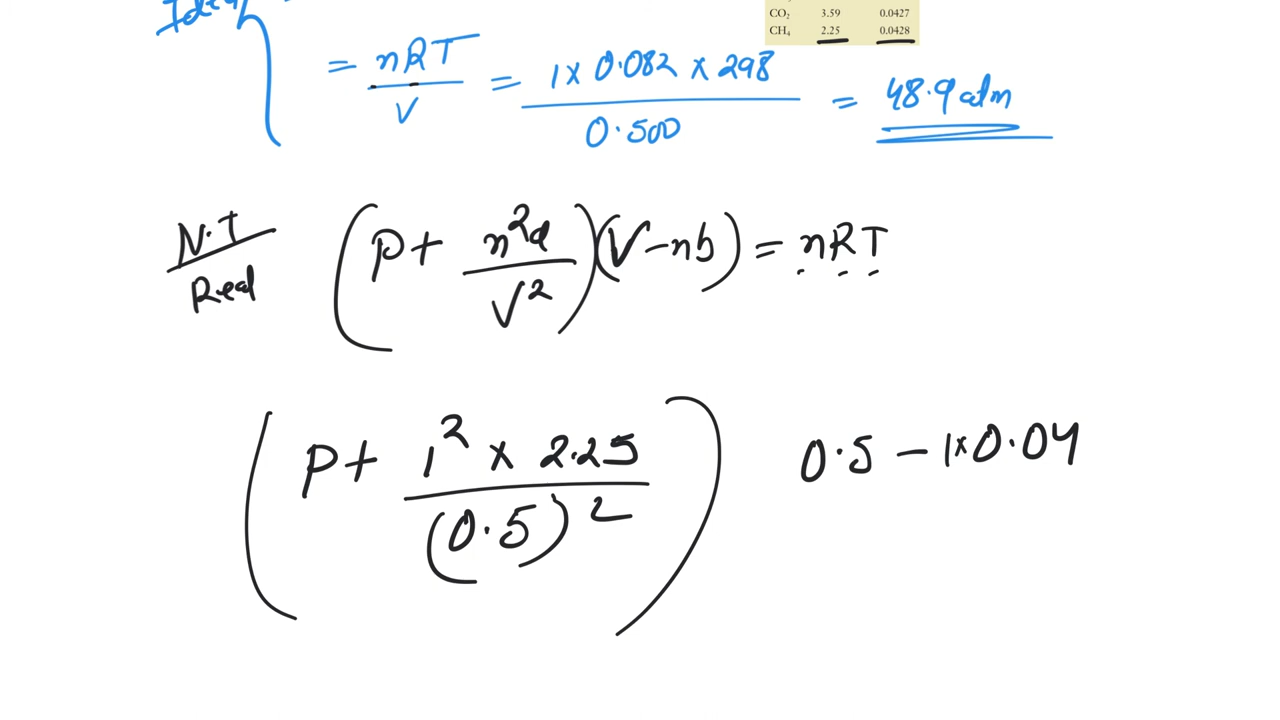 Ideal
CO₂ 3.59 0.0427
CH₄ 2.25 0.0428
= nRT / V = 1 x 0.082 x 298 / 0.500 = 48.9 atm
N.T / Real (P + n²a / V²)(V - nb) = nRT
(P + 1² x 2.25 / (0.5)²) 0.5 - 1x0.04